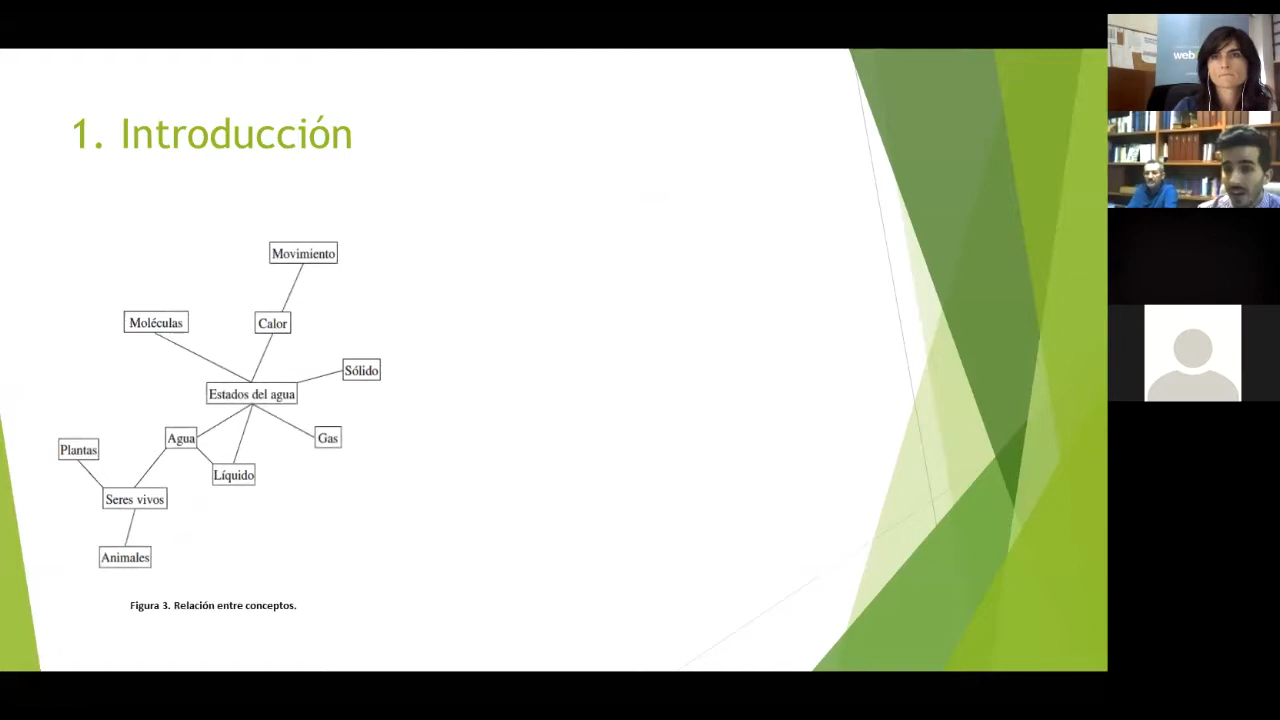 1. Introducción
web
Movimiento
Moléculas
Calor
Sólido
Estados del agua
Agua
Gas
Plantas
Líquido
Seres vivos
Animales
Figura 3. Relación entre conceptos.